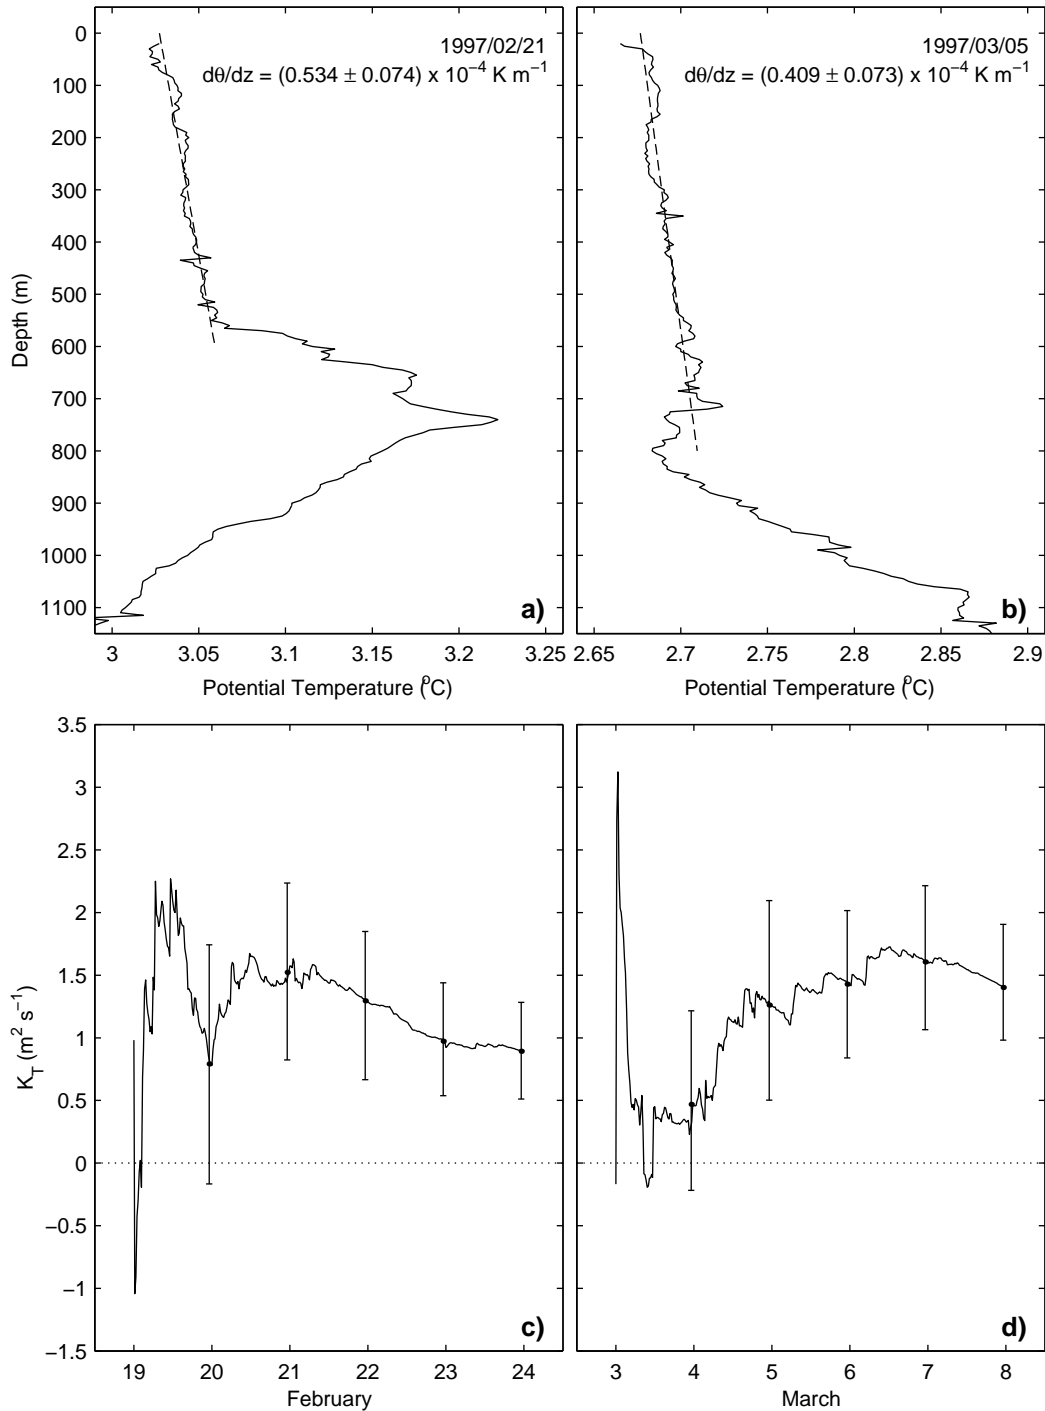 1997/02/21
dθ/dz = (0.534 ± 0.074) x 10⁻⁴ K m⁻¹
0
100
200
300
400
500
600
700
800
900
1000
1100
Depth (m)
a)
3 3.05 3.1 3.15 3.2 3.25
Potential Temperature (°C)
1997/03/05
dθ/dz = (0.409 ± 0.073) x 10⁻⁴ K m⁻¹
b)
2.65 2.7 2.75 2.8 2.85 2.9
Potential Temperature (°C)
3.5
3
2.5
2
1.5
1
0.5
0
−0.5
−1
−1.5
K_T (m² s⁻¹)
c)
19 20 21 22 23 24
February
d)
3 4 5 6 7 8
March